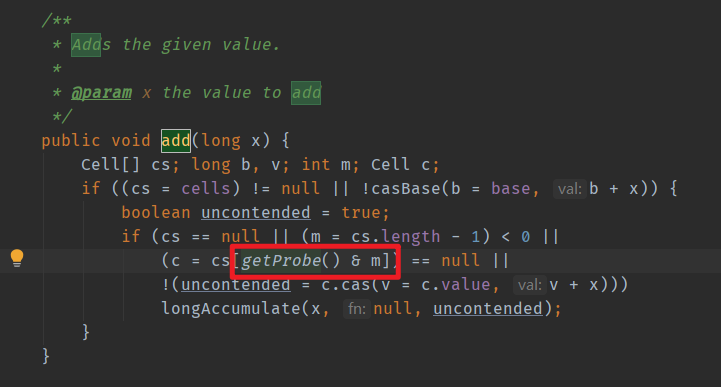 /**
 * Adds the given value.
 *
 * @param x the value to add
 */
public void add(long x) {
    Cell[] cs; long b, v; int m; Cell c;
    if ((cs = cells) != null || !casBase(b = base, val: b + x)) {
        boolean uncontended = true;
        if (cs == null || (m = cs.length - 1) < 0 ||
            (c = cs[getProbe() & m]) == null ||
            !(uncontended = c.cas(v = c.value, val: v + x)))
            longAccumulate(x, fn: null, uncontended);
    }
}